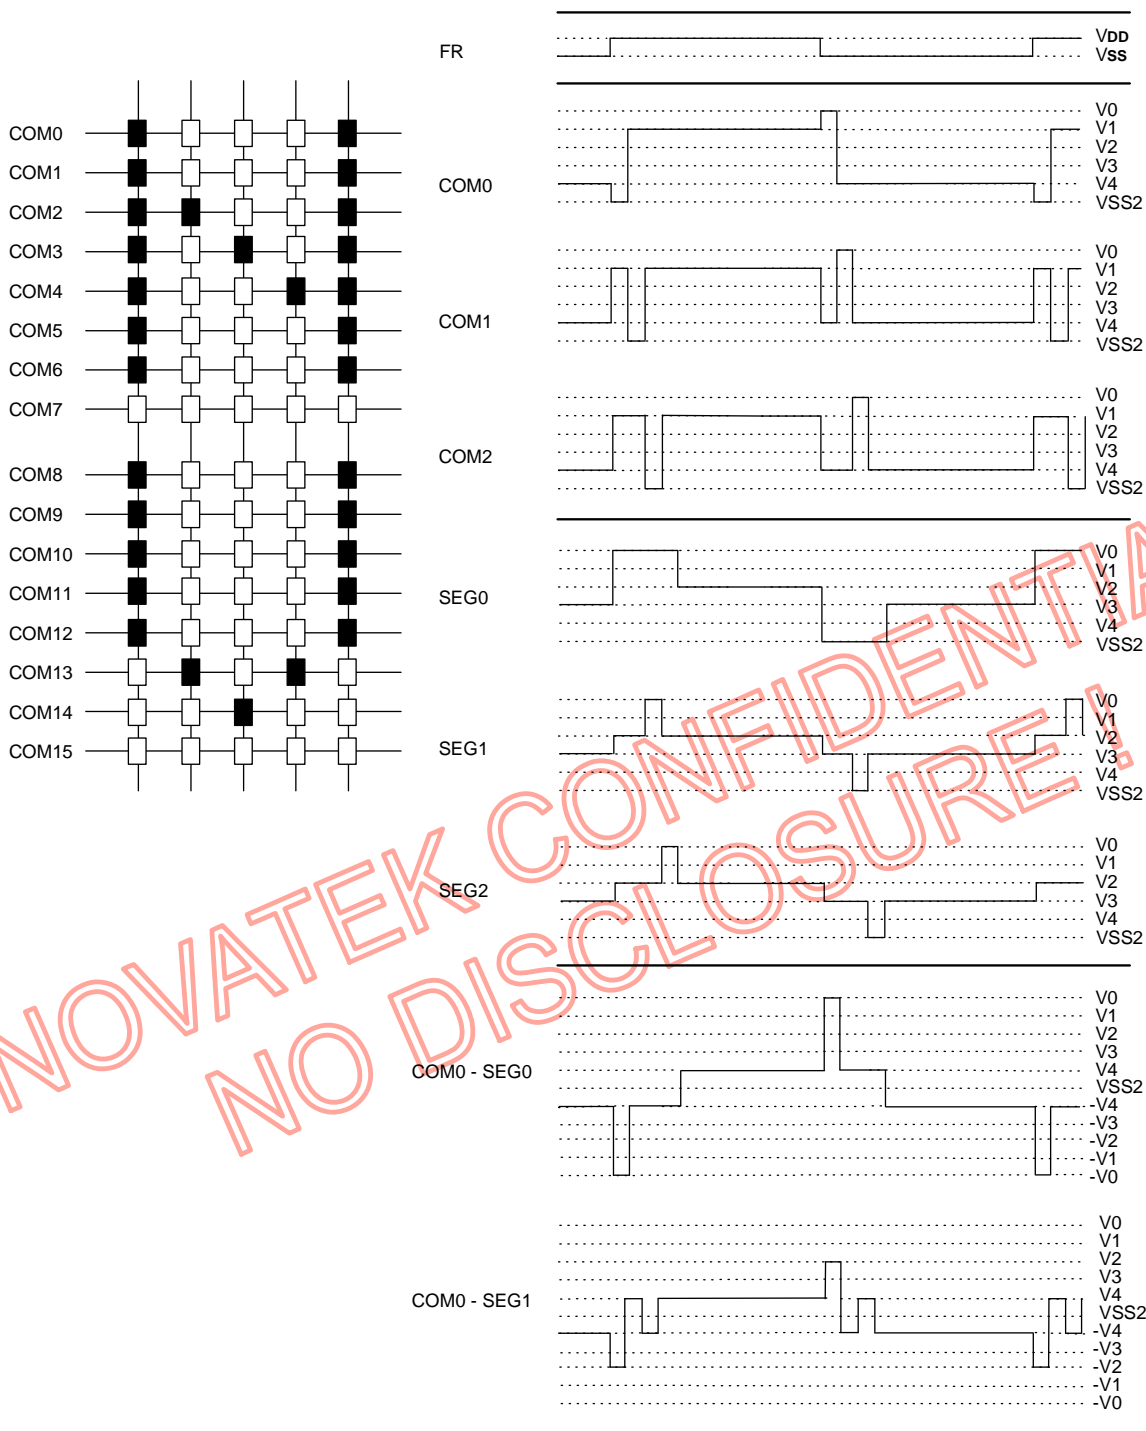 FR
VDD
VSS
COM0
COM1
COM2
COM3
COM4
COM5
COM6
COM7
COM8
COM9
COM10
COM11
COM12
COM13
COM14
COM15
COM0
V0
V1
V2
V3
V4
VSS2
COM1
V0
V1
V2
V3
V4
VSS2
COM2
V0
V1
V2
V3
V4
VSS2
SEG0
V0
V1
V2
V3
V4
VSS2
SEG1
V0
V1
V2
V3
V4
VSS2
SEG2
V0
V1
V2
V3
V4
VSS2
COM0 - SEG0
V0
V1
V2
V3
V4
VSS2
-V4
-V3
-V2
-V1
-V0
COM0 - SEG1
V0
V1
V2
V3
V4
VSS2
-V4
-V3
-V2
-V1
-V0
NOVATEK CONFIDENTIA
NO DISCLOSURE !